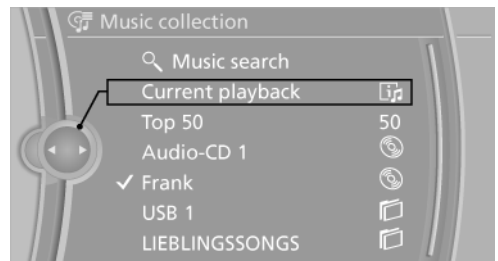 Music collection
Music search
Current playback
Top 50 50
Audio-CD 1
✓ Frank
USB 1
LIEBLINGSSONGS